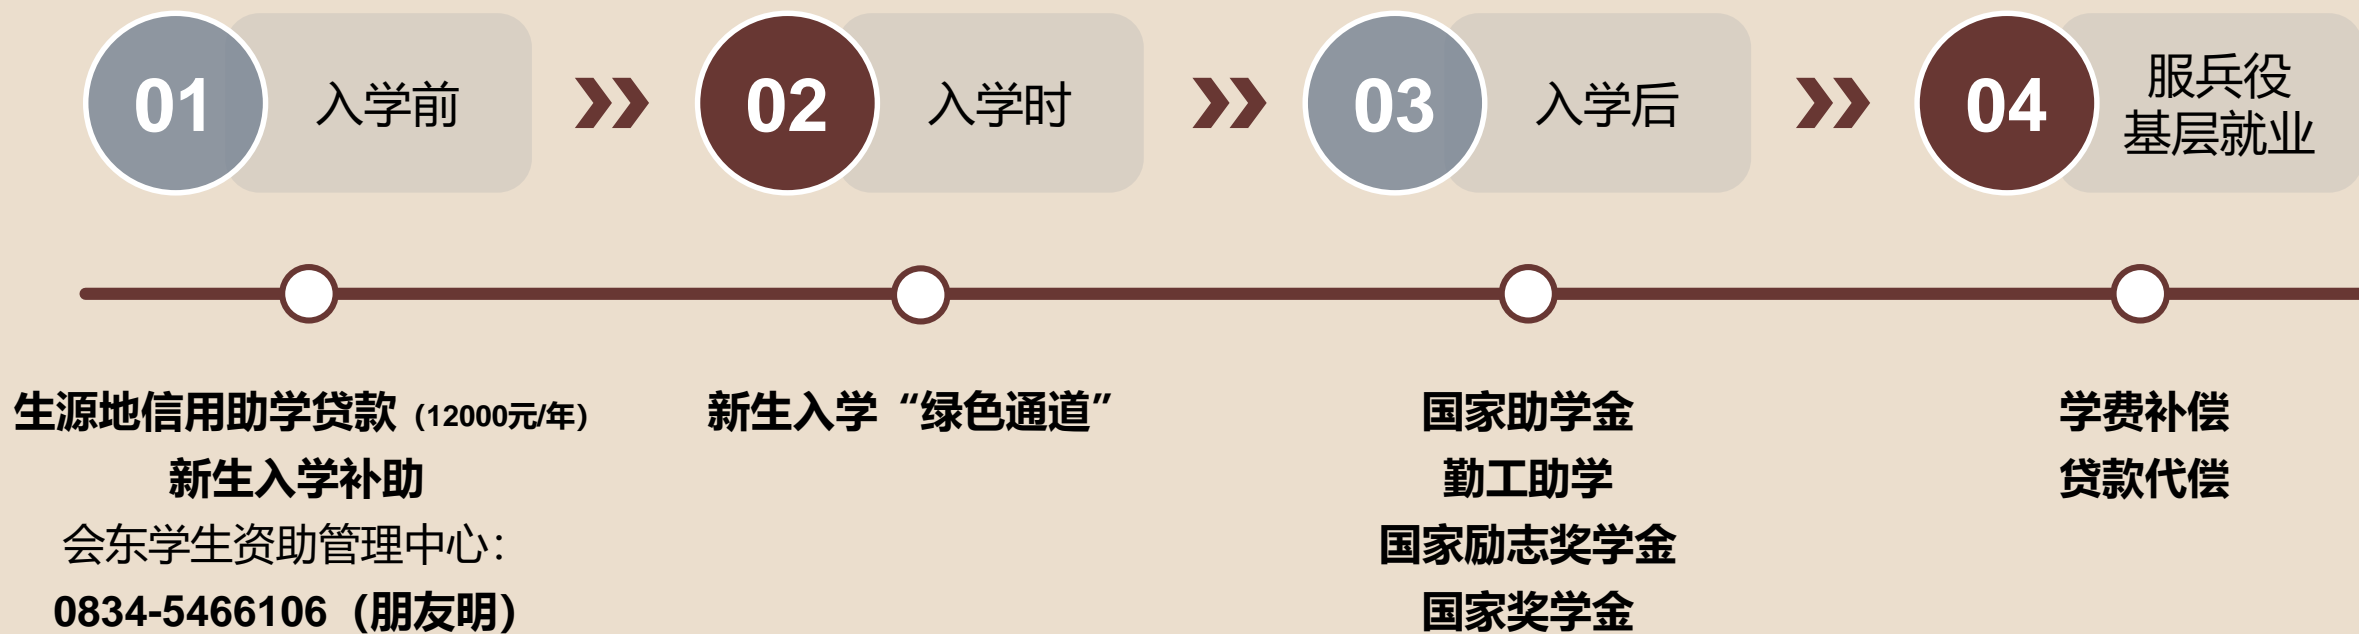 01
入学前
02
入学时
03
入学后
04
服兵役
基层就业
生源地信用助学贷款（12000元/年）
新生入学补助
会东学生资助管理中心：
0834-5466106（朋友明）
新生入学“绿色通道”
国家助学金
勤工助学
国家励志奖学金
国家奖学金
学费补偿
贷款代偿